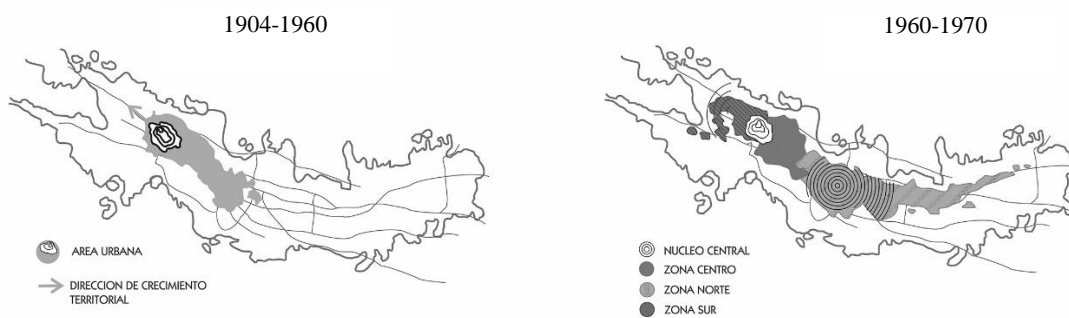 1904-1960
AREA URBANA
DIRECCION DE CRECIMIENTO
TERRITORIAL
1960-1970
NUCLEO CENTRAL
ZONA CENTRO
ZONA NORTE
ZONA SUR